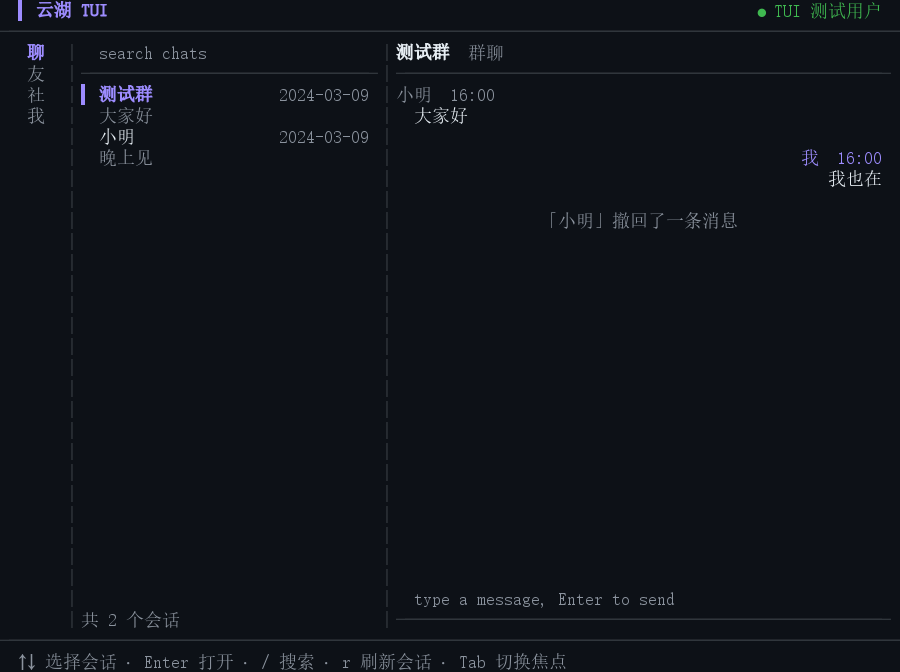 云湖 TUI
● TUI 测试用户
聊
友
社
我
search chats
测试群 2024-03-09
大家好
小明 2024-03-09
晚上见
共 2 个会话
测试群 群聊
小明 16:00
大家好
我 16:00
我也在
「小明」撤回了一条消息
type a message, Enter to send
↑↓ 选择会话 · Enter 打开 · / 搜索 · r 刷新会话 · Tab 切换焦点